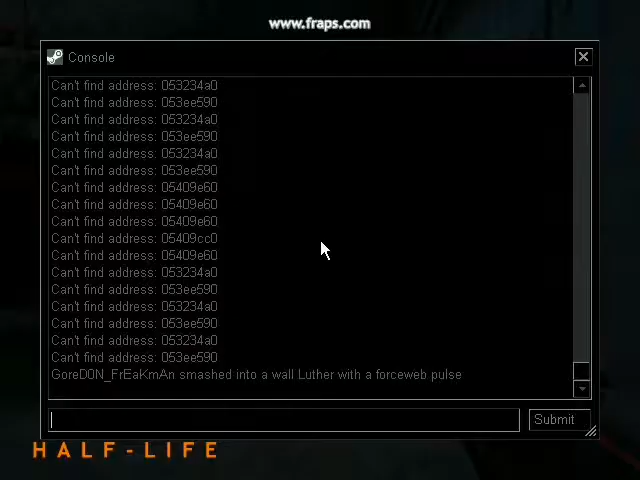 www.fraps.com
Console
Can't find address: 053234a0
Can't find address: 053ee590
Can't find address: 053234a0
Can't find address: 053ee590
Can't find address: 053234a0
Can't find address: 053ee590
Can't find address: 05409e60
Can't find address: 05409e60
Can't find address: 05409e60
Can't find address: 05409cc0
Can't find address: 05409e60
Can't find address: 053234a0
Can't find address: 053ee590
Can't find address: 053234a0
Can't find address: 053ee590
Can't find address: 053234a0
Can't find address: 053ee590
GoreD0N_FrEaKmAn smashed into a wall Luther with a forceweb pulse
Submit
HALF-LIFE